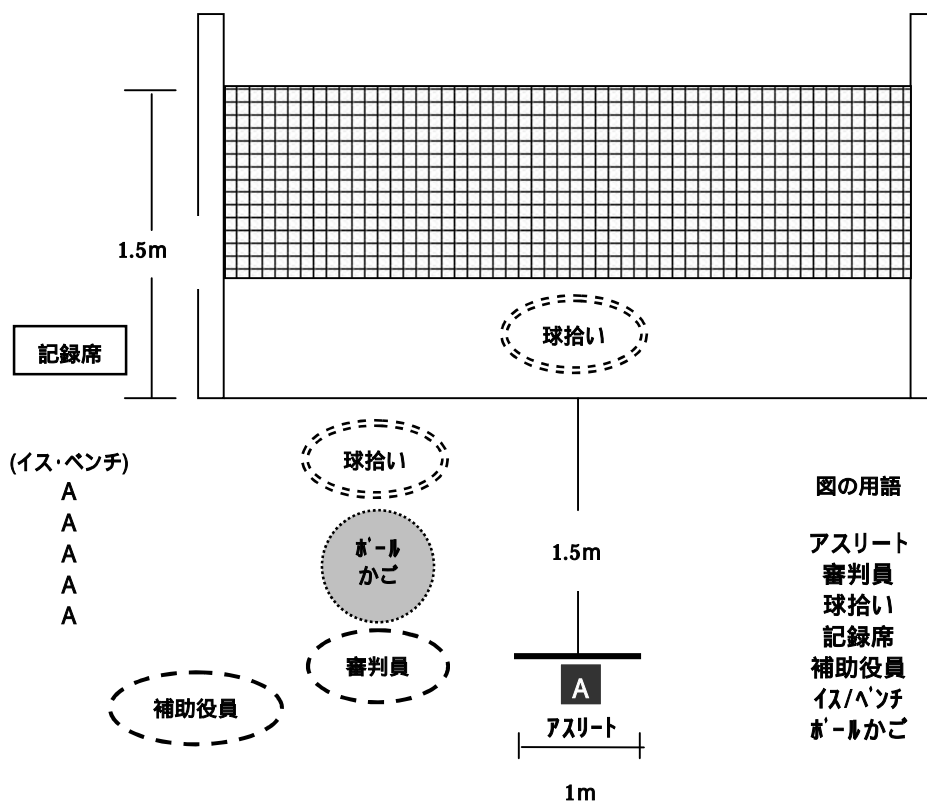 1.5m
球拾い
記録席
(イス・ベンチ)
A
A
A
A
A
球拾い
ﾎﾞｰﾙ
かご
1.5m
審判員
補助役員
A
ｱｽﾘｰﾄ
1m
図の用語
アスリート
審判員
球拾い
記録席
補助役員
ｲｽ/ﾍﾞﾝﾁ
ﾎﾞｰﾙかご